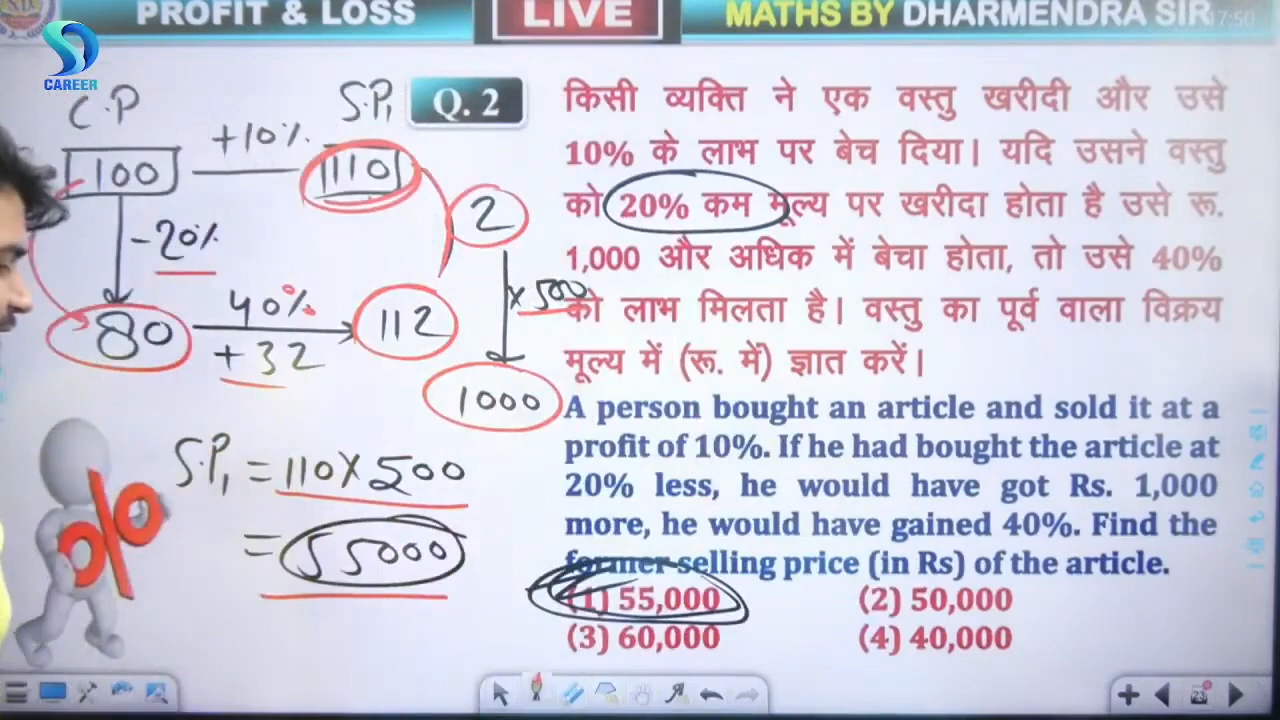 PROFIT & LOSS
LIVE
MATHS BY DHARMENDRA SIR
17:50
CAREER
Q. 2
किसी व्यक्ति ने एक वस्तु खरीदी और उसे
10% के लाभ पर बेच दिया। यदि उसने वस्तु
को 20% कम मूल्य पर खरीदा होता है उसे रू.
1,000 और अधिक में बेचा होता, तो उसे 40%
को लाभ मिलता है। वस्तु का पूर्व वाला विक्रय
मूल्य में (रू. में) ज्ञात करें।
A person bought an article and sold it at a
profit of 10%. If he had bought the article at
20% less, he would have got Rs. 1,000
more, he would have gained 40%. Find the
former selling price (in Rs) of the article.
(1) 55,000 (2) 50,000
(3) 60,000 (4) 40,000
C.P S.P1
100 +10% 110
2
-20%
×500
80 40% 112
+32
1000
S.P1 = 110×500
= 55000
%
23